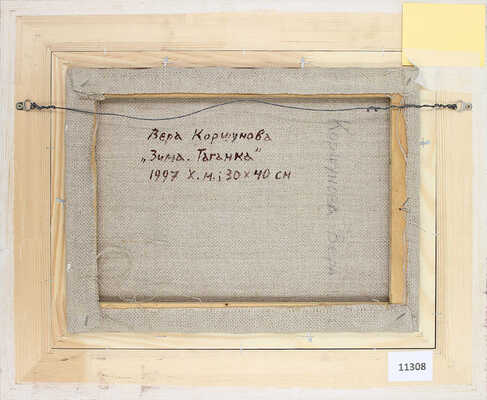 Вера Коршунова
„Зима. Таганка"
1997 Х.м.; 30 × 40 см
Коршунова Вера
11308